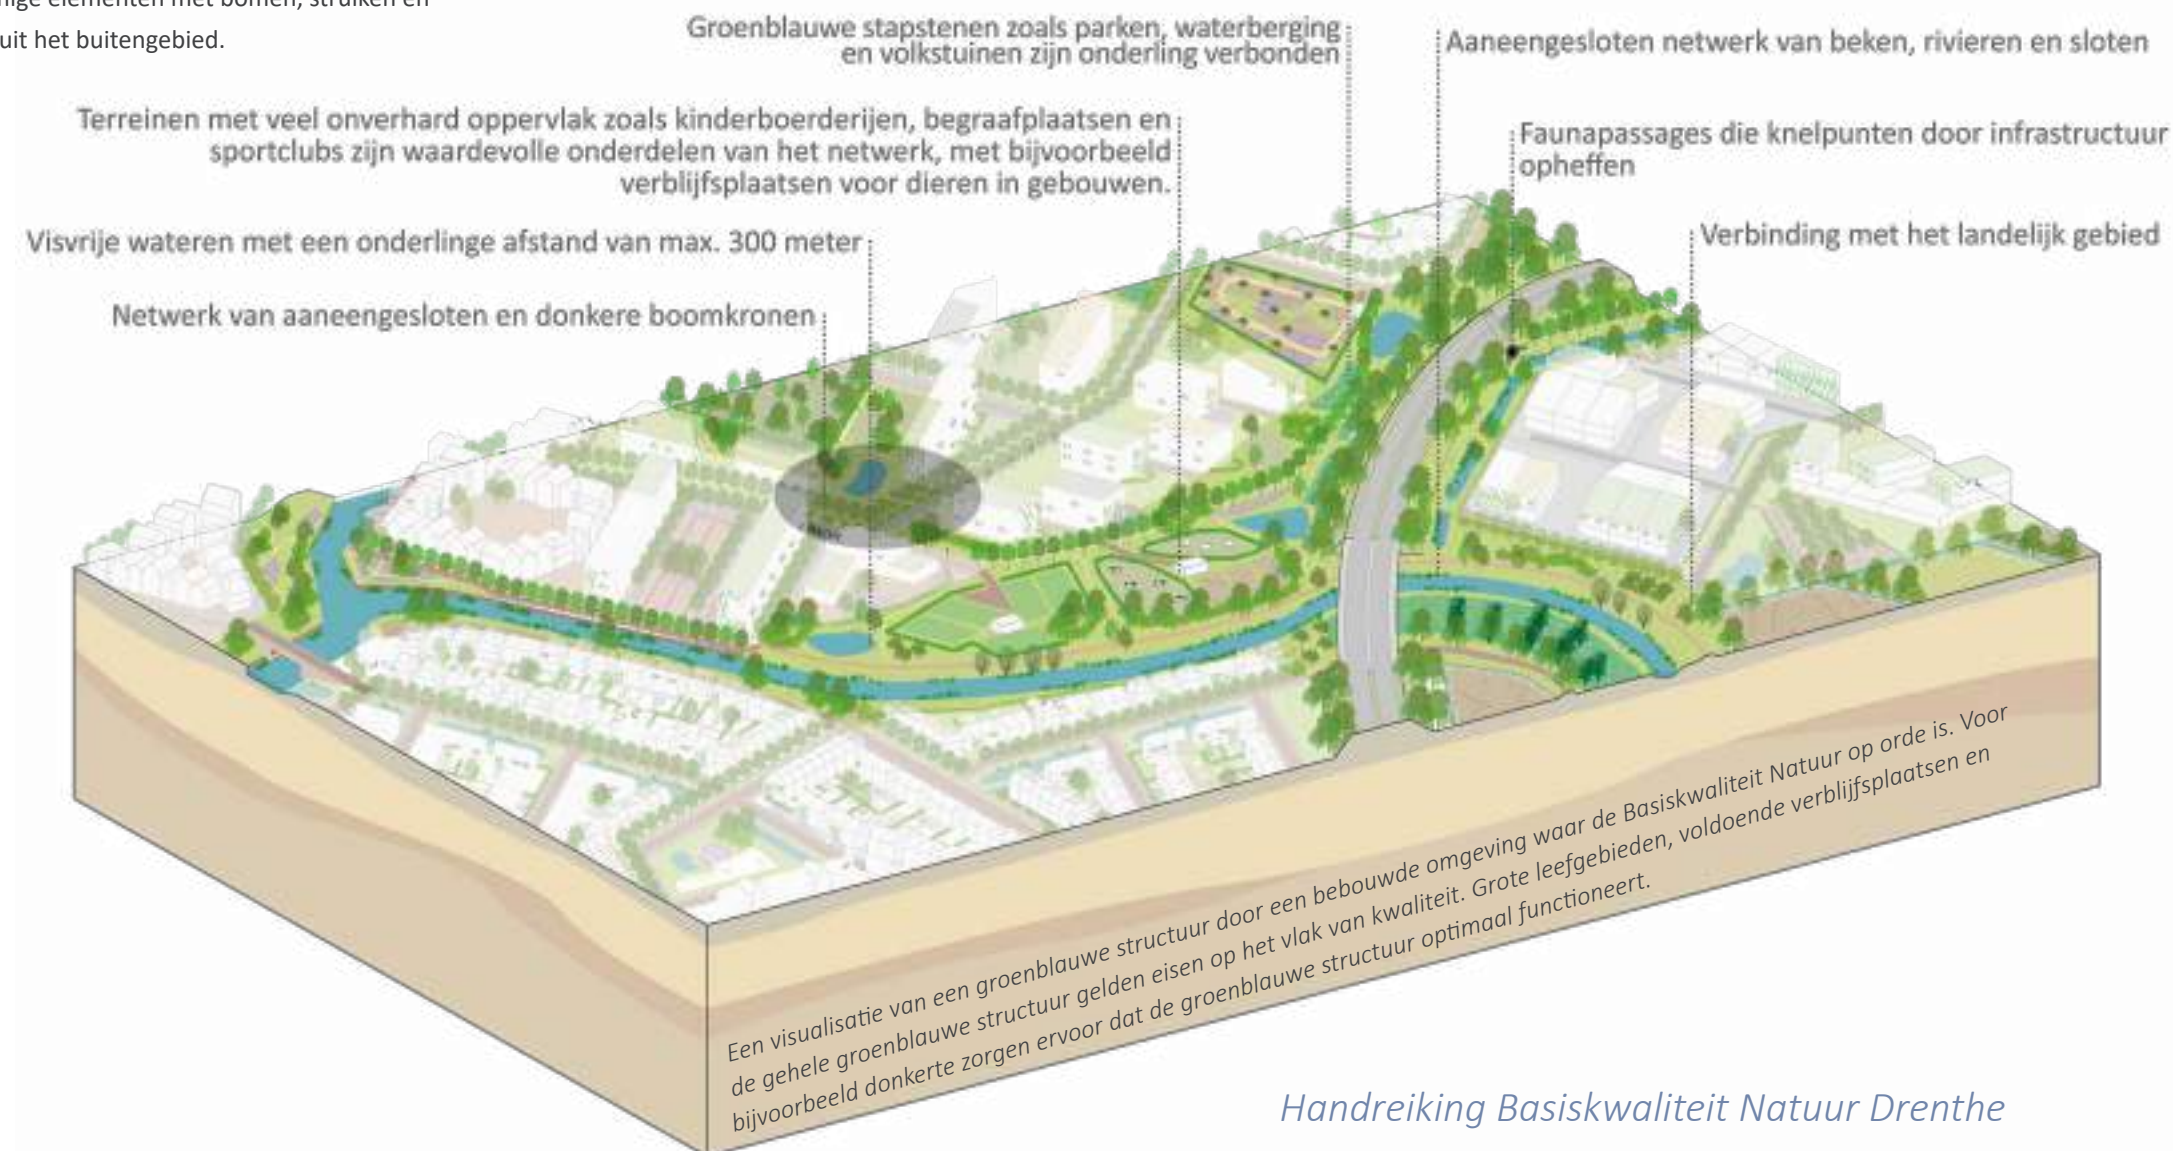 elementen met bomen, struiken en
uit het buitengebied.
Groenblauwe stapstenen zoals parken, waterberging
en volkstuinen zijn onderling verbonden
Aaneengesloten netwerk van beken, rivieren en sloten
Terreinen met veel onverhard oppervlak zoals kinderboerderijen, begraafplaatsen en
sportclubs zijn waardevolle onderdelen van het netwerk, met bijvoorbeeld
verblijfsplaatsen voor dieren in gebouwen.
Faunapassages die knelpunten door infrastructuur
opheffen
Visvrije wateren met een onderlinge afstand van max. 300 meter
Verbinding met het landelijk gebied
Netwerk van aaneengesloten en donkere boomkronen
Een visualisatie van een groenblauwe structuur door een bebouwde omgeving waar de Basiskwaliteit Natuur op orde is. Voor
de gehele groenblauwe structuur gelden eisen op het vlak van kwaliteit. Grote leefgebieden, voldoende verblijfsplaatsen en
bijvoorbeeld donkerte zorgen ervoor dat de groenblauwe structuur optimaal functioneert.
Handreiking Basiskwaliteit Natuur Drenthe